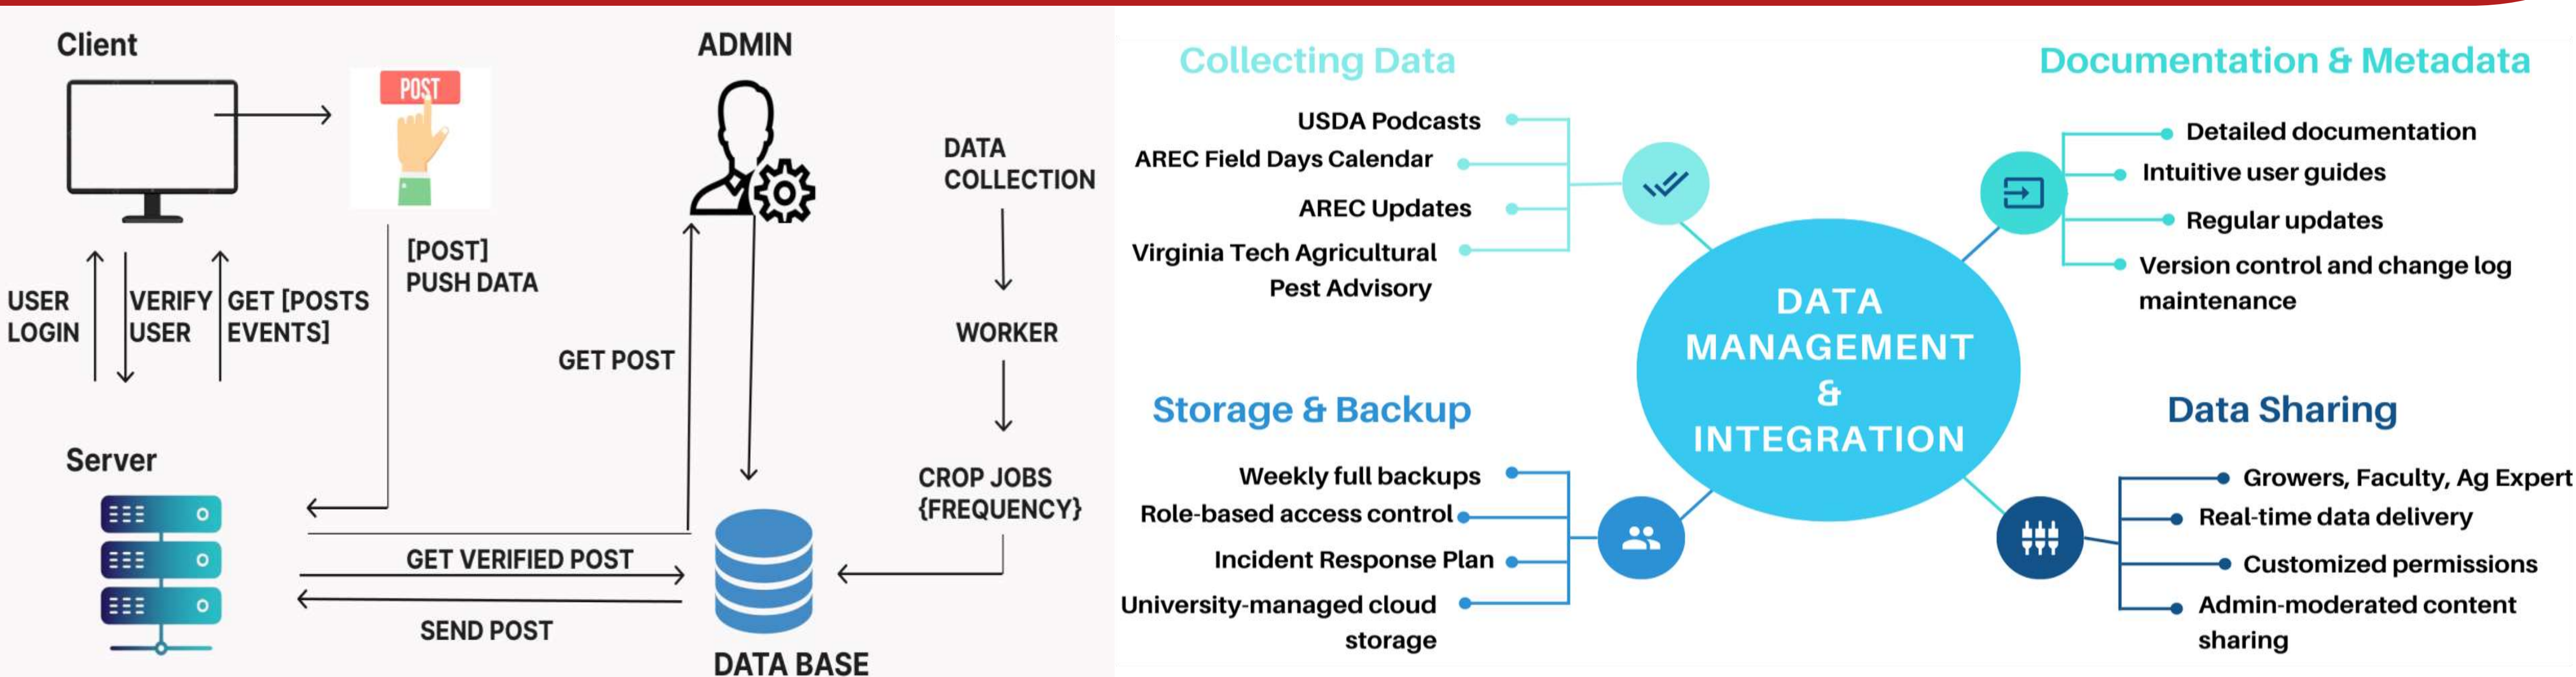 Client
POST
ADMIN
DATA
COLLECTION
[POST]
PUSH DATA
USER
LOGIN
VERIFY
USER
GET [POSTS
EVENTS]
GET POST
WORKER
CROP JOBS
{FREQUENCY}
Server
GET VERIFIED POST
SEND POST
DATA BASE
Collecting Data
USDA Podcasts
AREC Field Days Calendar
AREC Updates
Virginia Tech Agricultural
Pest Advisory
Documentation & Metadata
Detailed documentation
Intuitive user guides
Regular updates
Version control and change log
maintenance
DATA
MANAGEMENT
&
INTEGRATION
Storage & Backup
Weekly full backups
Role-based access control
Incident Response Plan
University-managed cloud
storage
Data Sharing
Growers, Faculty, Ag Expert
Real-time data delivery
Customized permissions
Admin-moderated content
sharing